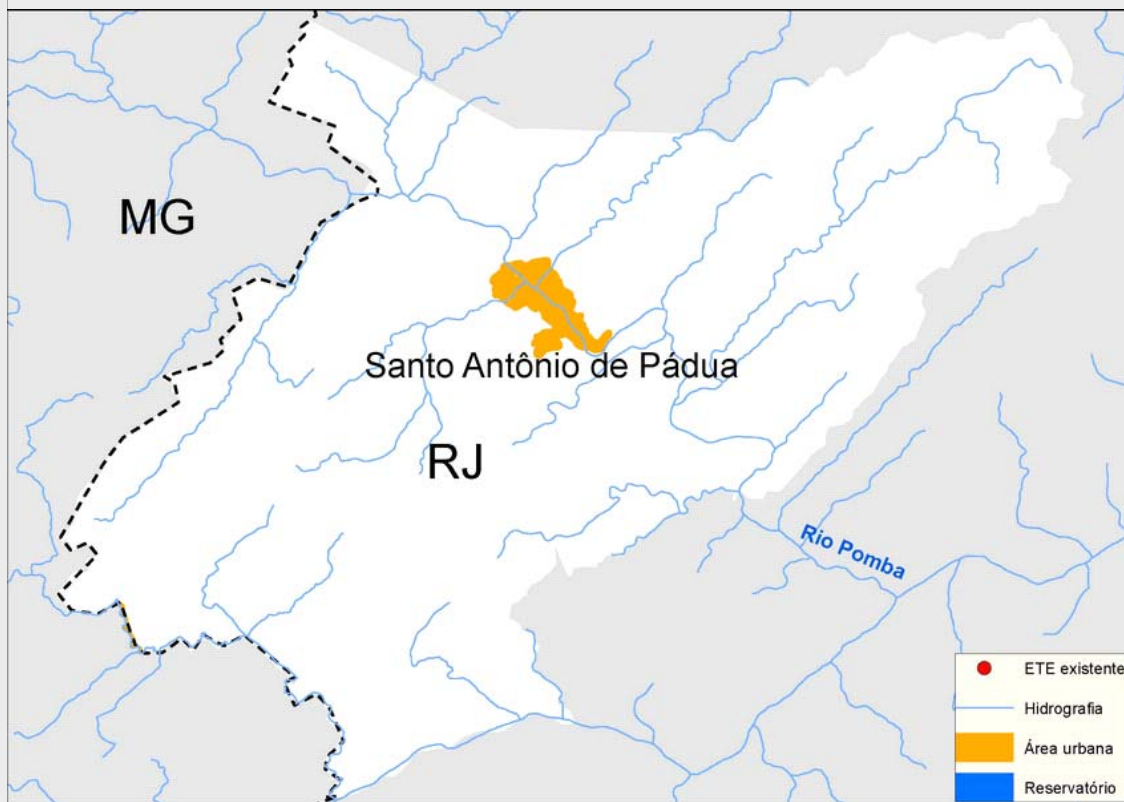 MG
Santo Antônio de Pádua
RJ
Rio Pomba
ETE existente
Hidrografia
Área urbana
Reservatório